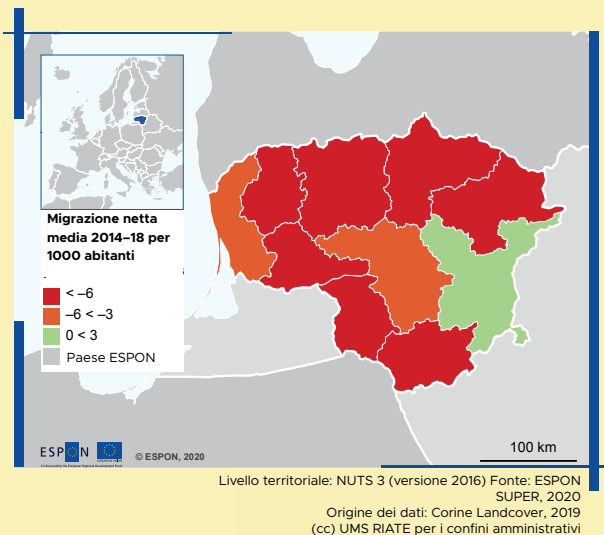 Migrazione netta
media 2014–18 per
1000 abitanti
< –6
–6 < –3
0 < 3
Paese ESPON
ESPON
© ESPON, 2020
100 km
Livello territoriale: NUTS 3 (versione 2016) Fonte: ESPON
SUPER, 2020
Origine dei dati: Corine Landcover, 2019
(cc) UMS RIATE per i confini amministrativi